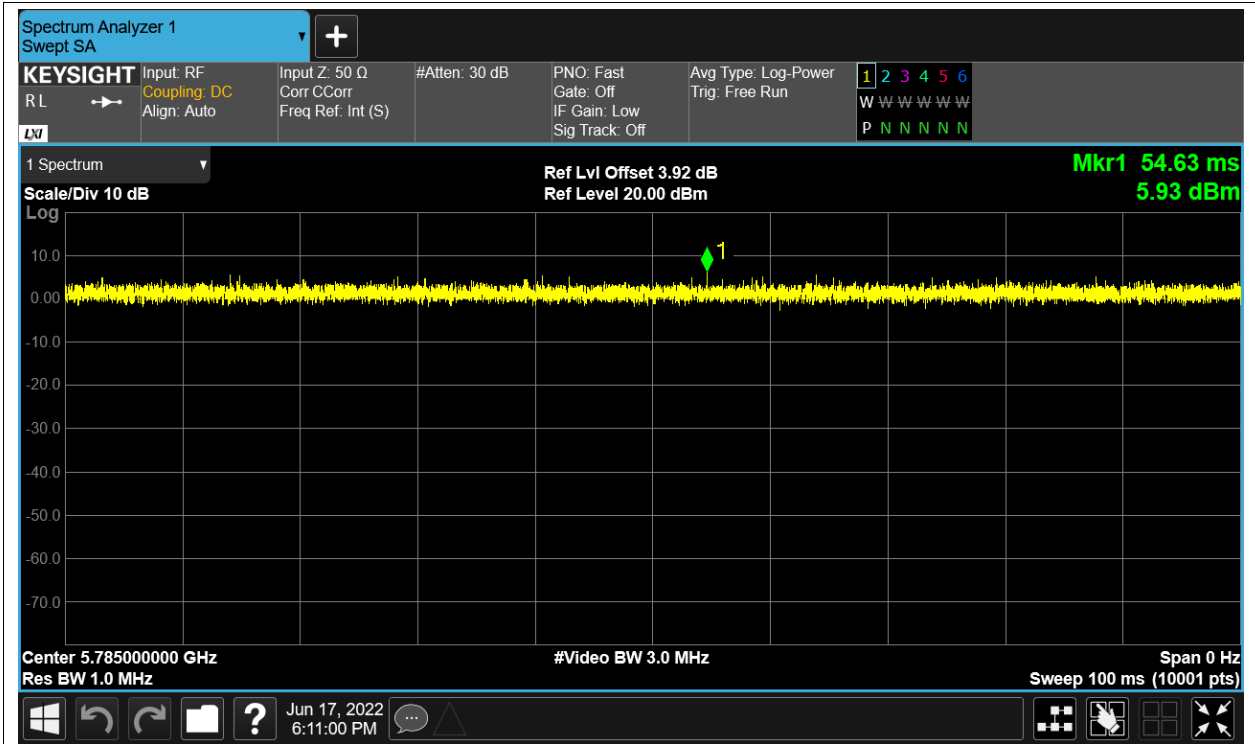 Spectrum Analyzer 1
Swept SA
KEYSIGHT
R L
LXI
Input: RF
Coupling: DC
Align: Auto
Input Z: 50 Ω
Corr CCorr
Freq Ref: Int (S)
#Atten: 30 dB
PNO: Fast
Gate: Off
IF Gain: Low
Sig Track: Off
Avg Type: Log-Power
Trig: Free Run
1 2 3 4 5 6
W W W W W W
P N N N N N
1 Spectrum
Scale/Div 10 dB
Log
Ref Lvl Offset 3.92 dB
Ref Level 20.00 dBm
Mkr1 54.63 ms
5.93 dBm
1
10.0
0.00
-10.0
-20.0
-30.0
-40.0
-50.0
-60.0
-70.0
Center 5.785000000 GHz
Res BW 1.0 MHz
#Video BW 3.0 MHz
Span 0 Hz
Sweep 100 ms (10001 pts)
?
Jun 17, 2022
6:11:00 PM